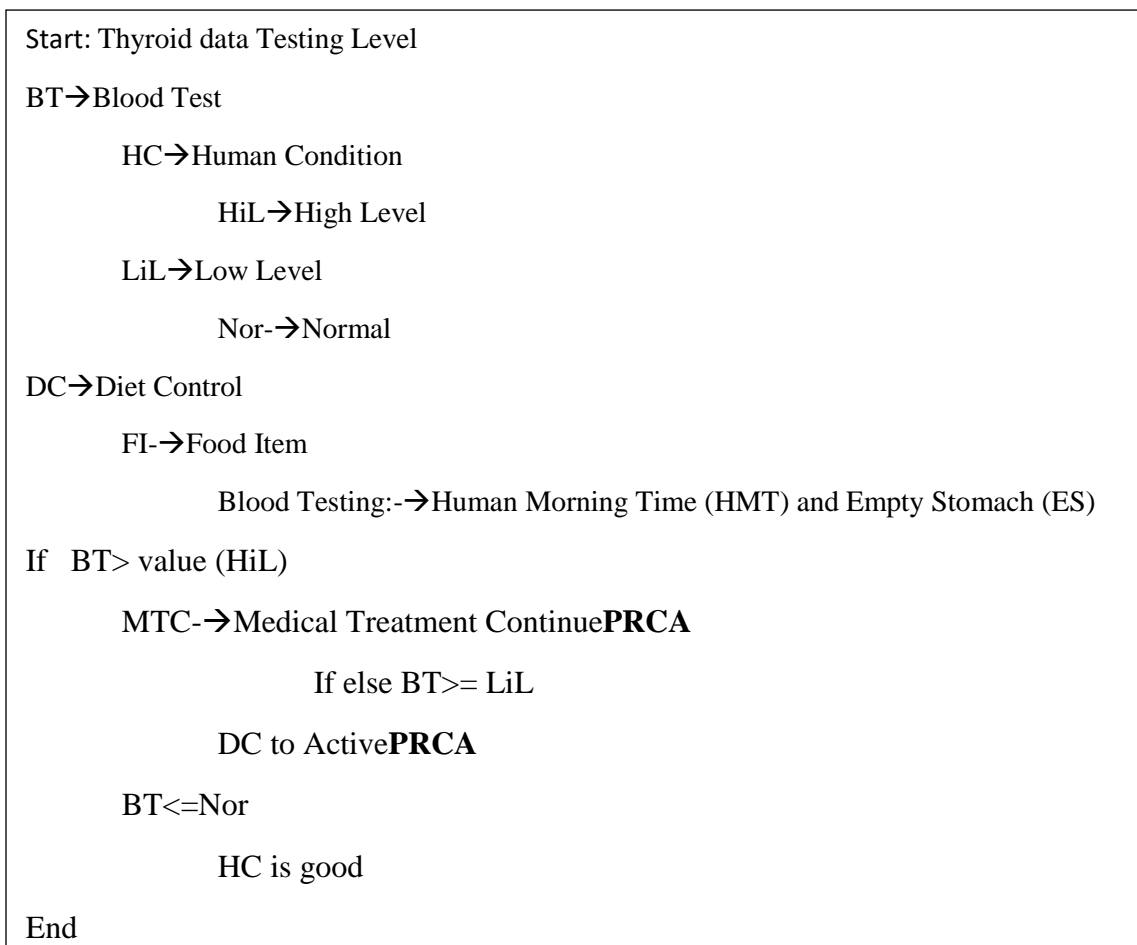 Start: Thyroid data Testing Level
BT→Blood Test
HC→Human Condition
HiL→High Level
LiL→Low Level
Nor-→Normal
DC→Diet Control
FI-→Food Item
Blood Testing:-→Human Morning Time (HMT) and Empty Stomach (ES)
If BT> value (HiL)
MTC-→Medical Treatment ContinuePRCA
If else BT>= LiL
DC to ActivePRCA
BT<=Nor
HC is good
End